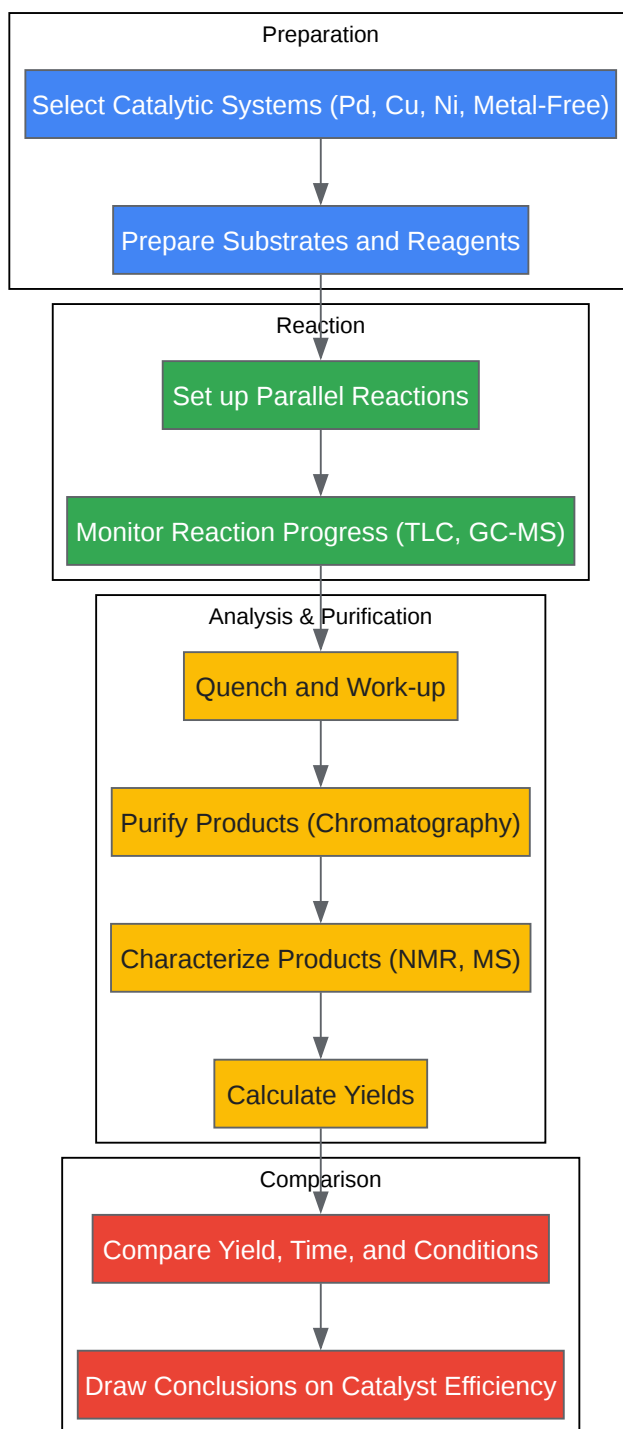 Preparation
Select Catalytic Systems (Pd, Cu, Ni, Metal-Free)
Prepare Substrates and Reagents
Reaction
Set up Parallel Reactions
Monitor Reaction Progress (TLC, GC-MS)
Analysis & Purification
Quench and Work-up
Purify Products (Chromatography)
Characterize Products (NMR, MS)
Calculate Yields
Comparison
Compare Yield, Time, and Conditions
Draw Conclusions on Catalyst Efficiency